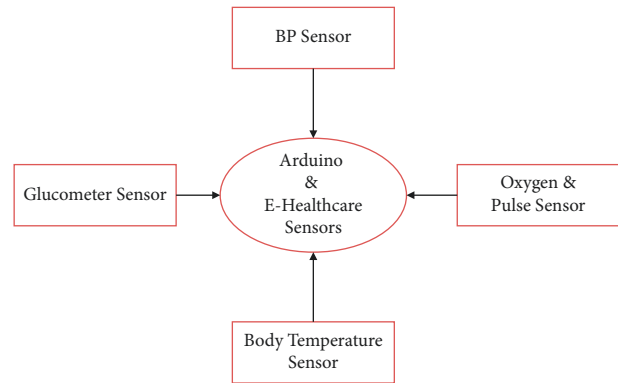 BP Sensor
Glucometer Sensor
Arduino
&
E-Healthcare
Sensors
Oxygen &
Pulse Sensor
Body Temperature
Sensor